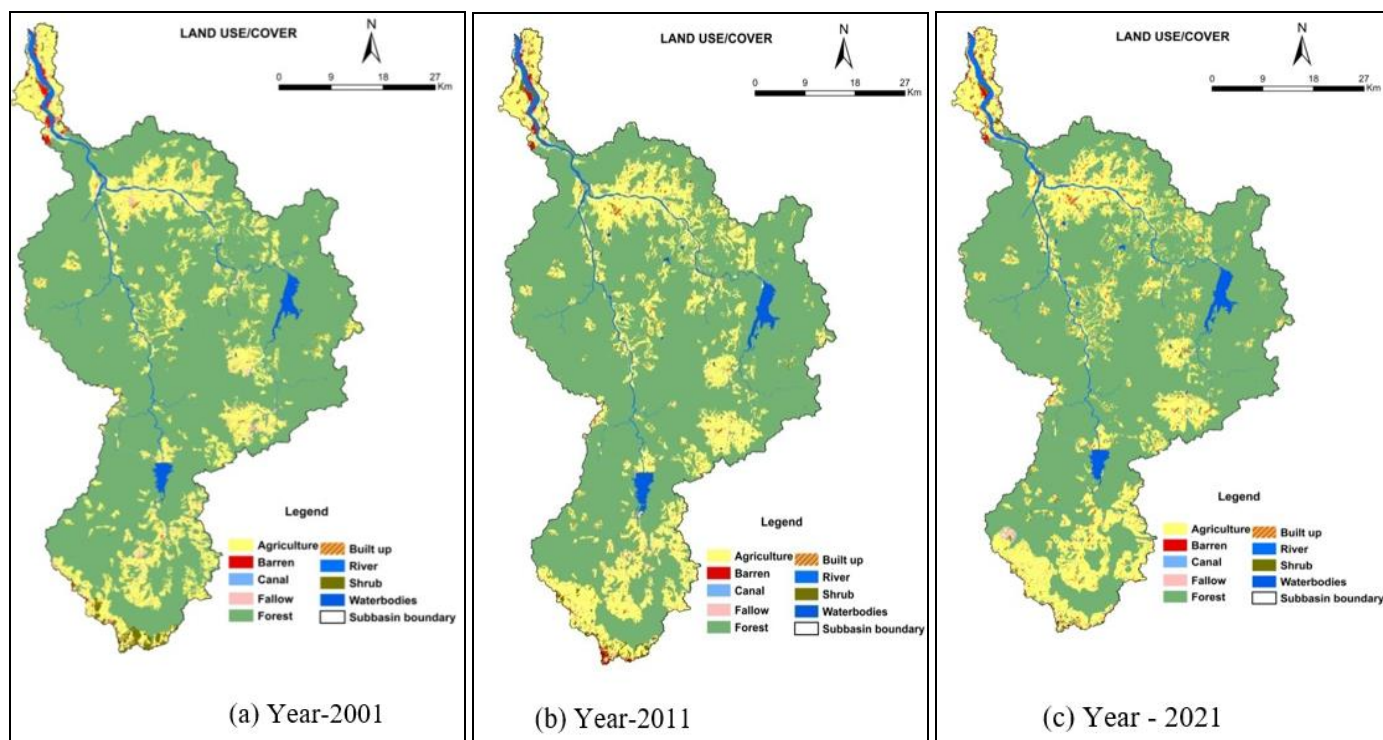 LAND USE/COVER
N
0 9 18 27
Km
Legend
Agriculture
Barren
Canal
Fallow
Forest
Built up
River
Shrub
Waterbodies
Subbasin boundary
(a) Year-2001
LAND USE/COVER
N
0 9 18 27
Km
Legend
Agriculture
Barren
Canal
Fallow
Forest
Built up
River
Shrub
Waterbodies
Subbasin boundary
(b) Year-2011
LAND USE/COVER
N
0 9 18 27
Km
Legend
Agriculture
Barren
Canal
Fallow
Forest
Built up
River
Shrub
Waterbodies
Subbasin boundary
(c) Year - 2021